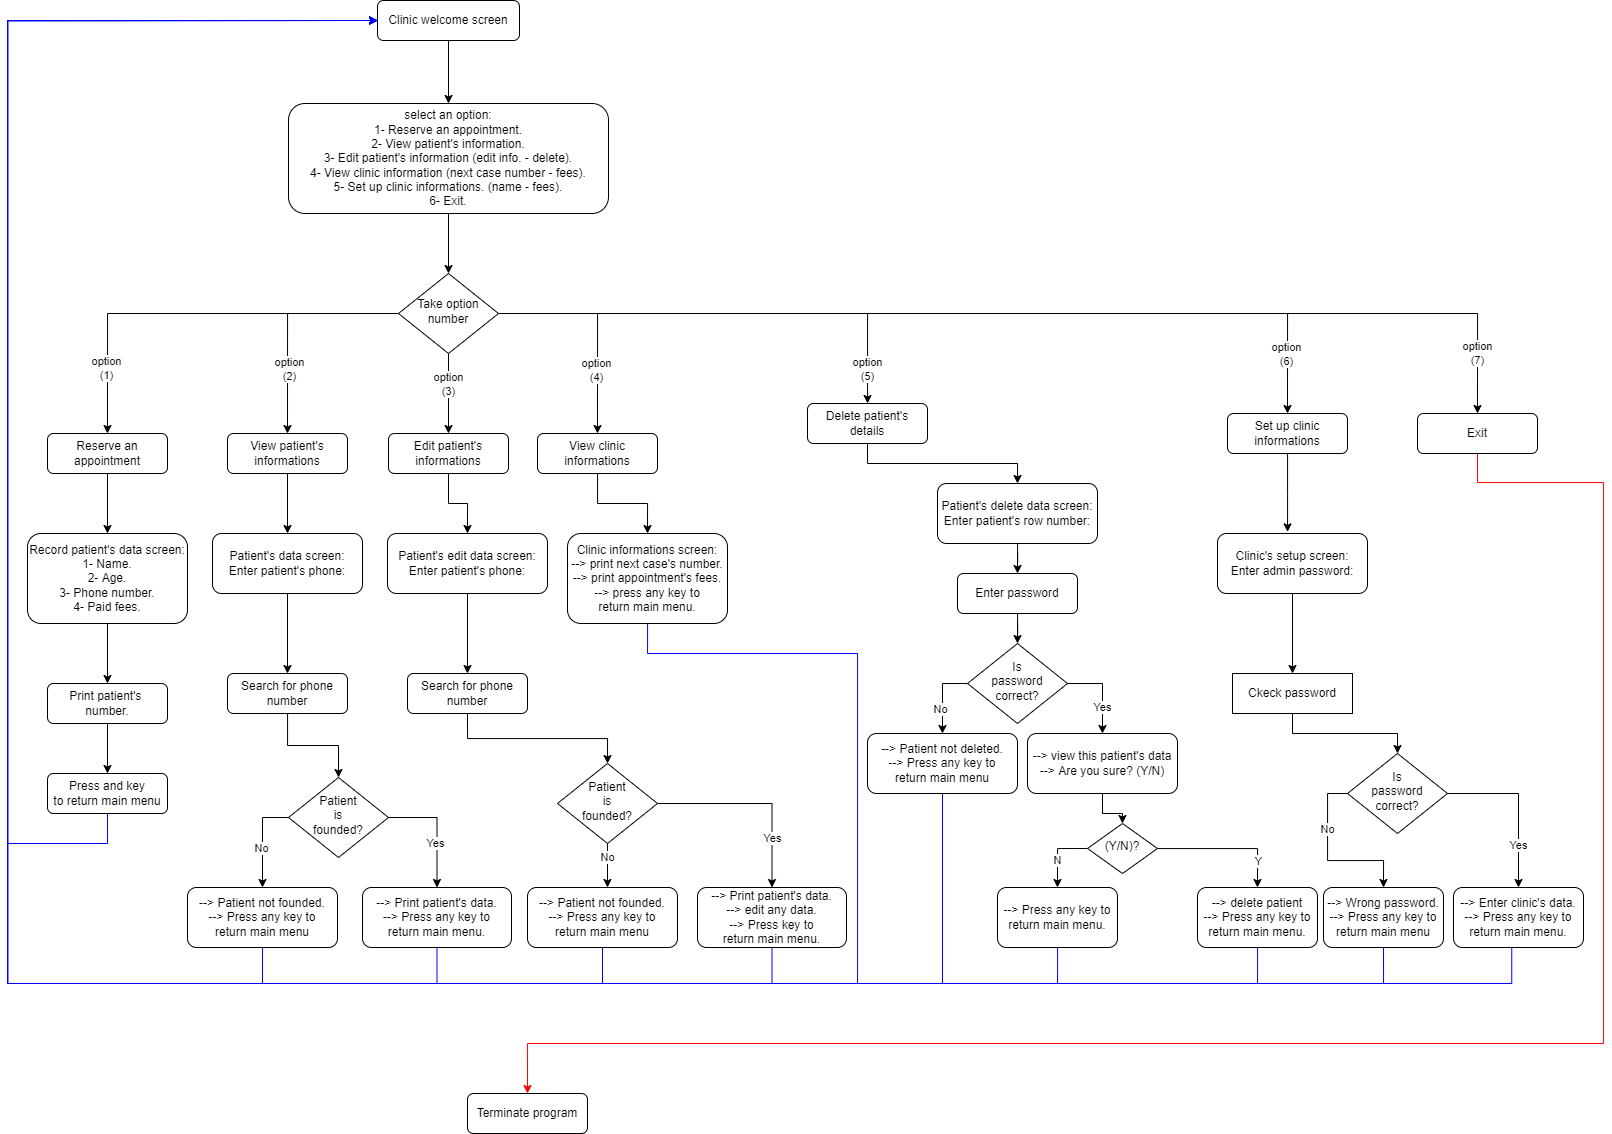 Clinic welcome screen
select an option:
1- Reserve an appointment.
2- View patient's information.
3- Edit patient's information (edit info. - delete).
4- View clinic information (next case number - fees).
5- Set up clinic informations. (name - fees).
6- Exit.
Take option
number
option
(1)
option
(2)
option
(3)
option
(4)
option
(5)
option
(6)
option
(7)
Reserve an
appointment
View patient's
informations
Edit patient's
informations
View clinic
informations
Delete patient's
details
Set up clinic
informations
Exit
Record patient's data screen:
1- Name.
2- Age.
3- Phone number.
4- Paid fees.
Patient's data screen:
Enter patient's phone:
Patient's edit data screen:
Enter patient's phone:
Clinic informations screen:
--> print next case's number.
--> print appointment's fees.
--> press any key to
return main menu.
Patient's delete data screen:
Enter patient's row number:
Clinic's setup screen:
Enter admin password:
Enter password
Print patient's
number.
Search for phone
number
Search for phone
number
Is
password
correct?
No
Yes
Ckeck password
Press and key
to return main menu
--> Patient not deleted.
--> Press any key to
return main menu
--> view this patient's data
--> Are you sure? (Y/N)
Patient
is
founded?
No
Yes
Patient
is
founded?
No
Yes
(Y/N)?
N
Y
Is
password
correct?
No
Yes
--> Patient not founded.
--> Press any key to
return main menu
--> Print patient's data.
--> Press any key to
return main menu.
--> Patient not founded.
--> Press any key to
return main menu
--> Print patient's data.
--> edit any data.
--> Press key to
return main menu.
--> Press any key to
return main menu.
--> delete patient
--> Press any key to
return main menu.
--> Wrong password.
--> Press any key to
return main menu
--> Enter clinic's data.
--> Press any key to
return main menu.
Terminate program